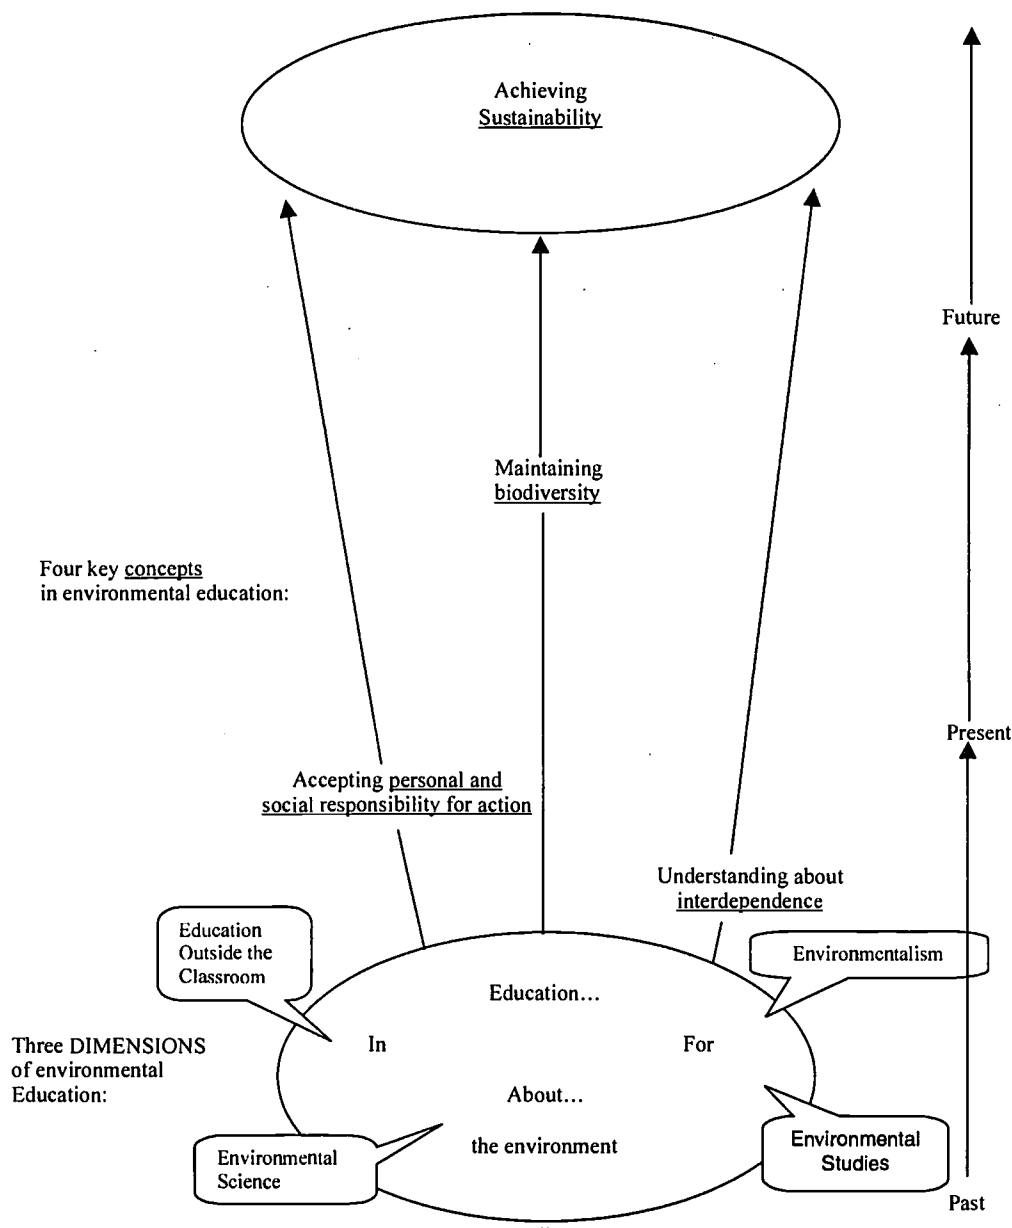 Achieving
Sustainability
Future
Maintaining
biodiversity
Four key concepts
in environmental education:
Present
Accepting personal and
social responsibility for action
Understanding about
interdependence
Education
Outside the
Classroom
Environmentalism
Education...
Three DIMENSIONS
of environmental
Education:
In
For
About...
the environment
Environmental
Science
Environmental
Studies
Past